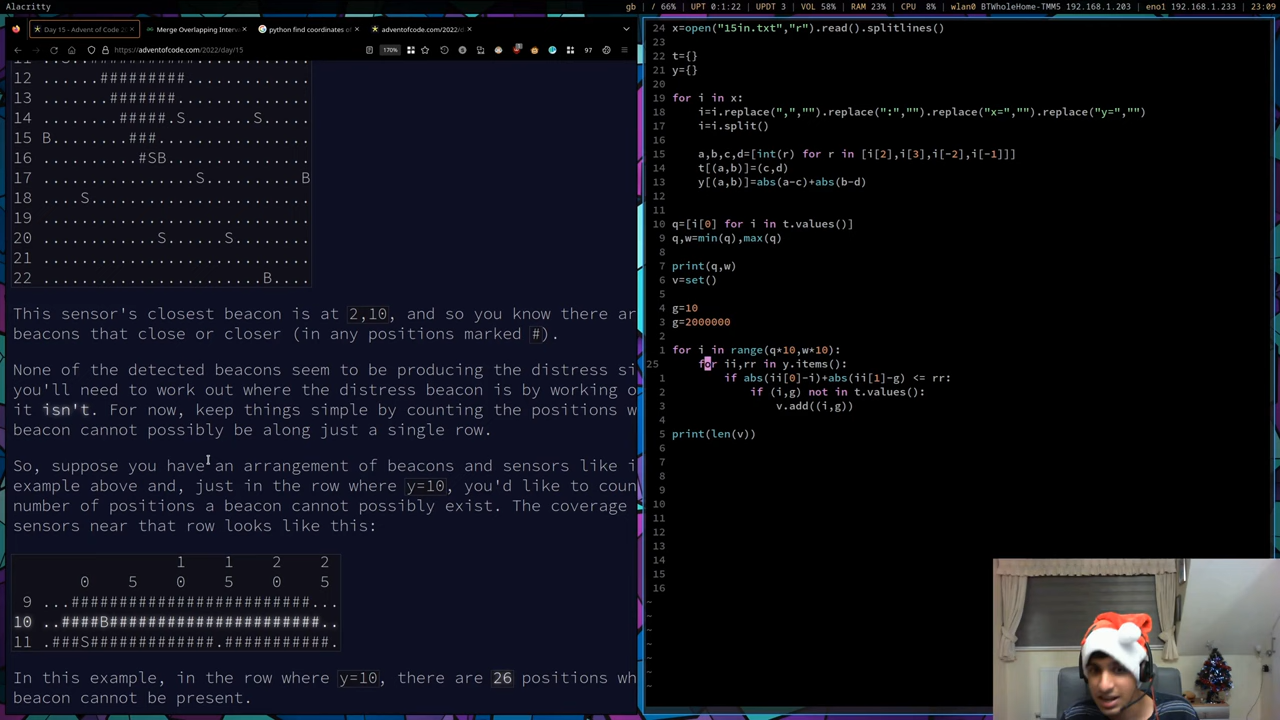 Alacritty
gb / 66% UPT 0:1:22 UPDT 3 VOL 58% RAM 23% CPU 8% wlan0 BTWholeHome-TMM5 192.168.1.203 eno1 192.168.1.233 23:09
Day 15 - Advent of Code 2
Merge Overlapping Interv
python find coordinates o
adventofcode.com/2022/d
https://adventofcode.com/2022/day/15
170%
97
12 ......#########............
13 .......#######.............
14 ........#####.S.......S....
15 B........###...............
16 ..........#SB..............
17 ................S..........B
18 ....S......................
19 ...........................
20 ............S......S.......
21 ...........................
22 .......................B...
This sensor's closest beacon is at 2,10, and so you know there ar
beacons that close or closer (in any positions marked #).
None of the detected beacons seem to be producing the distress si
you'll need to work out where the distress beacon is by working o
it isn't. For now, keep things simple by counting the positions w
beacon cannot possibly be along just a single row.
So, suppose you have an arrangement of beacons and sensors like i
example above and, just in the row where y=10, you'd like to coun
number of positions a beacon cannot possibly exist. The coverage
sensors near that row looks like this:
1 1 2 2
0 5 0 5 0 5
9 ...#########################...
10 ..####B######################..
11 .###S#############.###########.
In this example, in the row where y=10, there are 26 positions wh
beacon cannot be present.
24 x=open("15in.txt","r").read().splitlines()
23
22 t={}
21 y={}
20
19 for i in x:
18 i=i.replace(",","").replace(":","").replace("x=","").replace("y=","")
17 i=i.split()
16
15 a,b,c,d=[int(r) for r in [i[2],i[3],i[-2],i[-1]]]
14 t[(a,b)]=(c,d)
13 y[(a,b)]=abs(a-c)+abs(b-d)
12
11
10 q=[i[0] for i in t.values()]
9 q,w=min(q),max(q)
8
7 print(q,w)
6 v=set()
5
4 g=10
3 g=2000000
2
1 for i in range(q*10,w*10):
25 for ii,rr in y.items():
1 if abs(ii[0]-i)+abs(ii[1]-g) <= rr:
2 if (i,g) not in t.values():
3 v.add((i,g))
4
5 print(len(v))
6
7
8
9
10
11
12
13
14
15
16
~
~
~
~
~
~
~